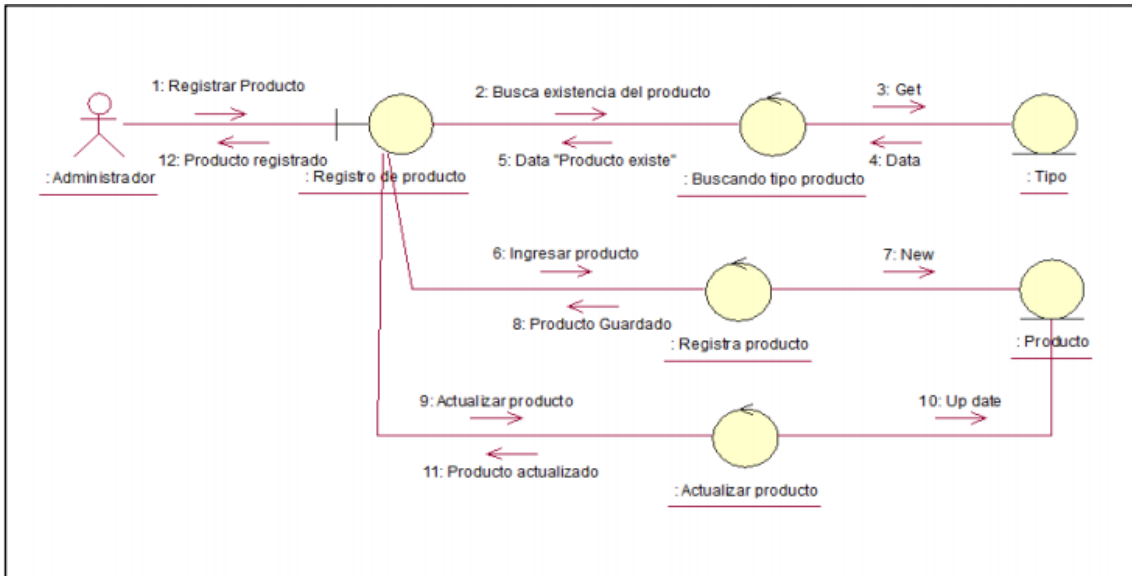 1: Registrar Producto
2: Busca existencia del producto
3: Get
12: Producto registrado
5: Data "Producto existe"
4: Data
: Administrador
: Registro de producto
: Buscando tipo producto
: Tipo
6: Ingresar producto
7: New
8: Producto Guardado
: Registra producto
: Producto
9: Actualizar producto
10: Up date
11: Producto actualizado
: Actualizar producto